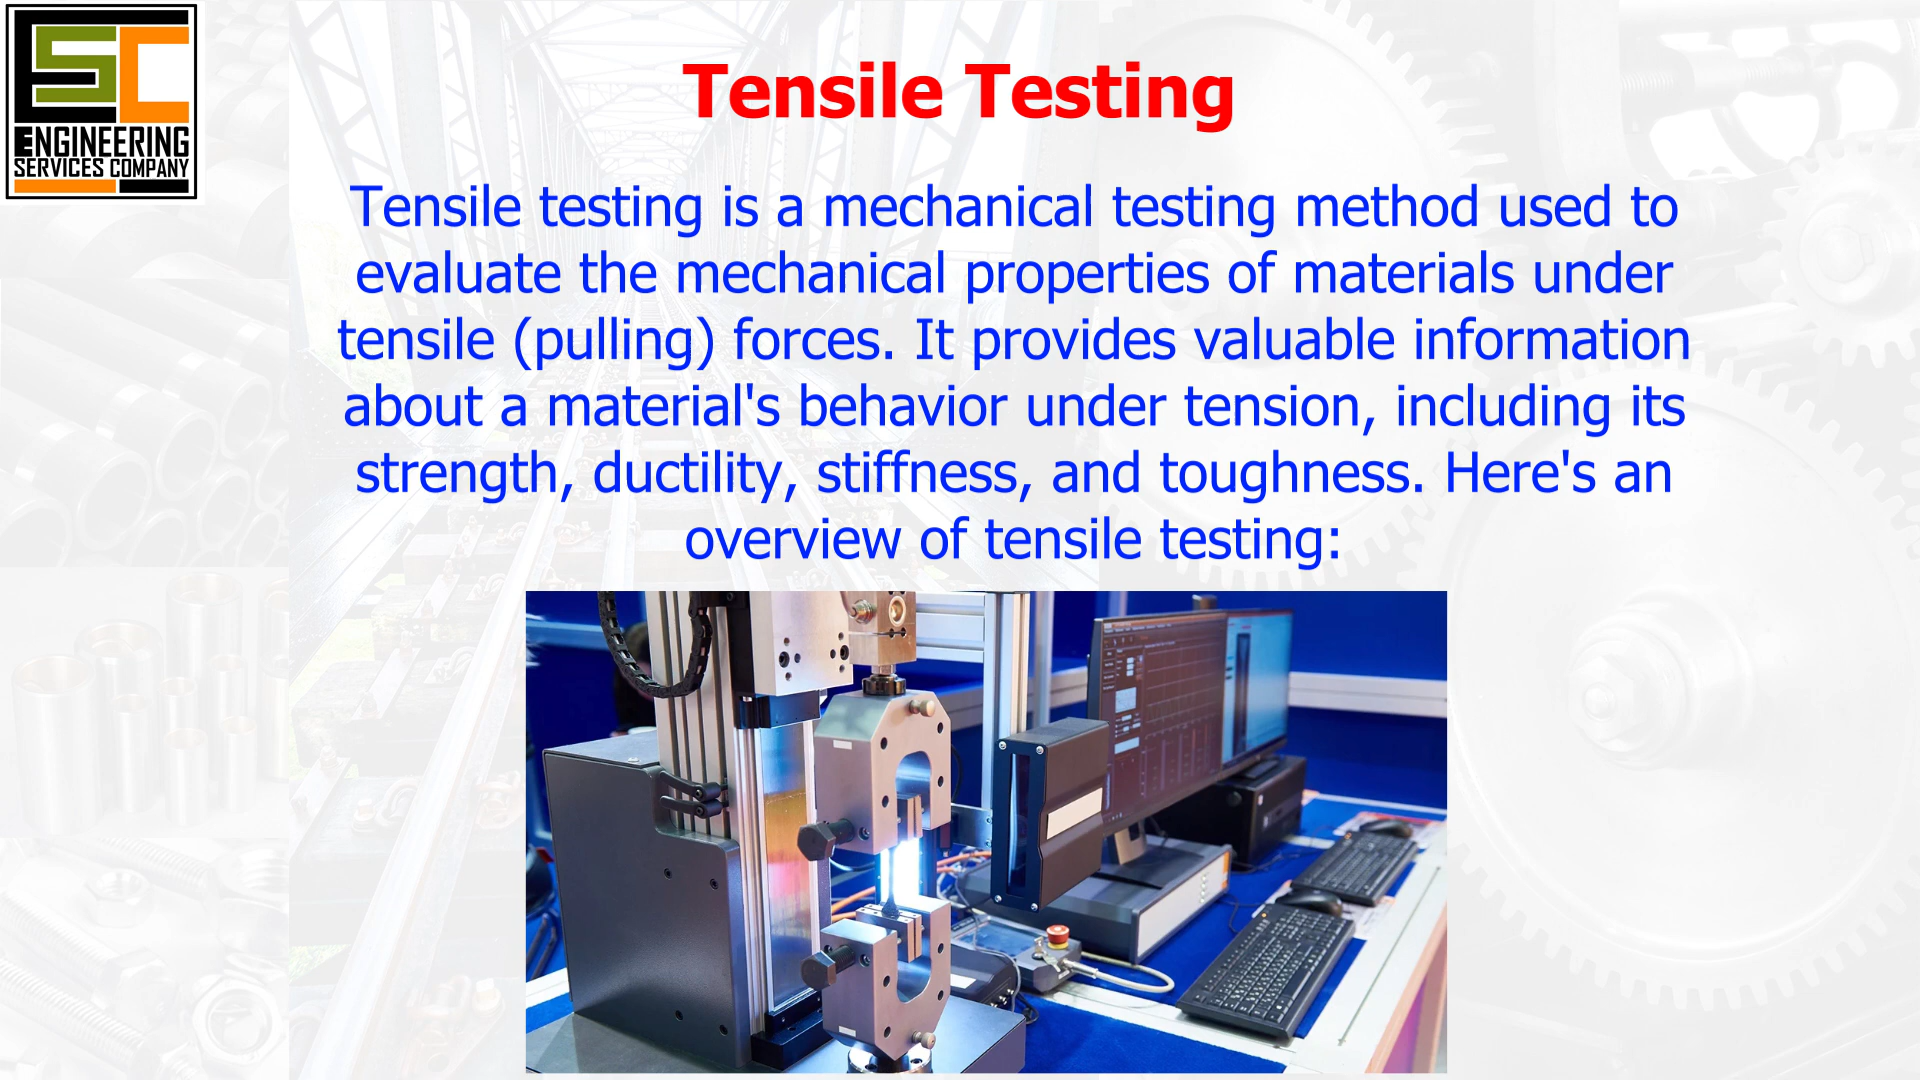 ESC
ENGINEERING
SERVICES COMPANY
Tensile Testing
Tensile testing is a mechanical testing method used to
evaluate the mechanical properties of materials under
tensile (pulling) forces. It provides valuable information
about a material's behavior under tension, including its
strength, ductility, stiffness, and toughness. Here's an
overview of tensile testing: